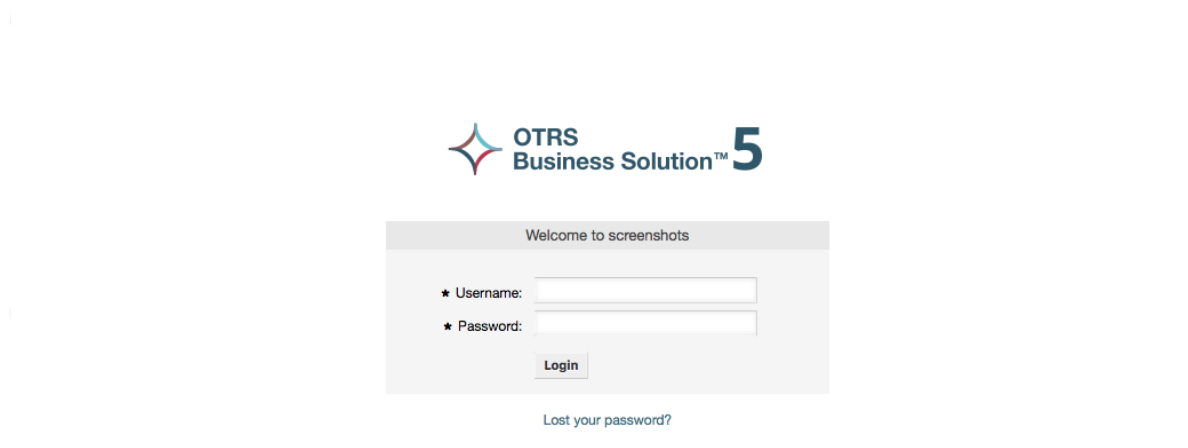 OTRS
Business Solution™ 5
Welcome to screenshots
★ Username:
★ Password:
Login
Lost your password?